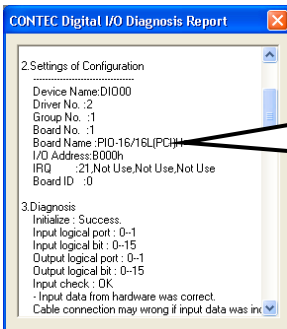 CONTEC Digital I/O Diagnosis Report
2.Settings of Configuration
----------------------------------
Device Name:DIO00
Driver No. :2
Group No. :1
Board No. :1
Board Name :PIO-16/16L(PCI)H
I/O Address:B000h
IRQ :21,Not Use,Not Use,Not Use
Board ID :0
3.Diagnosis
Initialize : Success.
Input logical port : 0--1
Input logical bit : 0--15
Output logical port : 0--1
Output logical bit : 0--15
Input check : OK
- Input data from hardware was correct.
Cable connection may wrong if input data was